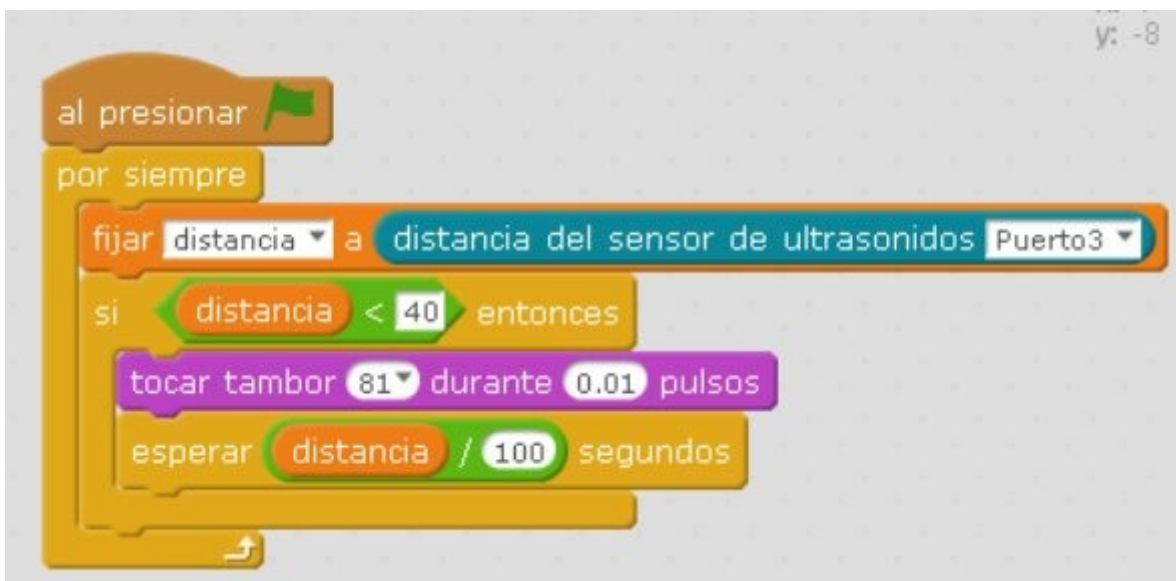 y: -8
al presionar
por siempre
fijar distancia a distancia del sensor de ultrasonidos Puerto3
si distancia < 40 entonces
tocar tambor 81 durante 0.01 pulsos
esperar distancia / 100 segundos